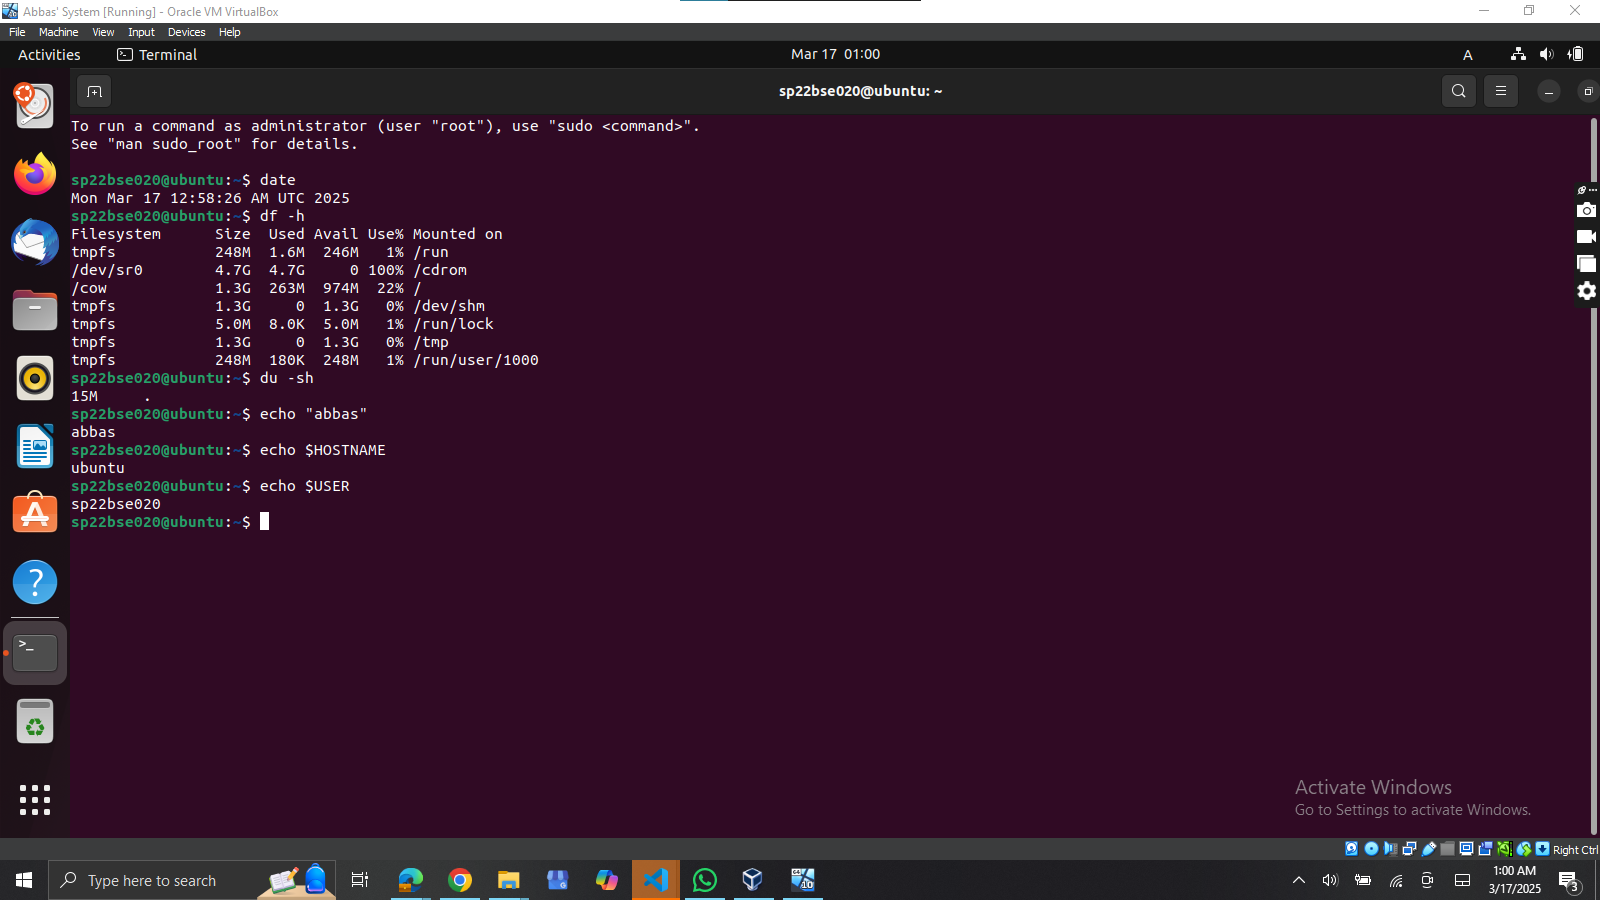 Abbas' System [Running] - Oracle VM VirtualBox
File Machine View Input Devices Help
Activities Terminal Mar 17 01:00 A
sp22bse020@ubuntu: ~
To run a command as administrator (user "root"), use "sudo <command>".
See "man sudo_root" for details.
sp22bse020@ubuntu:~$ date
Mon Mar 17 12:58:26 AM UTC 2025
sp22bse020@ubuntu:~$ df -h
Filesystem Size Used Avail Use% Mounted on
tmpfs 248M 1.6M 246M 1% /run
/dev/sr0 4.7G 4.7G 0 100% /cdrom
/cow 1.3G 263M 974M 22% /
tmpfs 1.3G 0 1.3G 0% /dev/shm
tmpfs 5.0M 8.0K 5.0M 1% /run/lock
tmpfs 1.3G 0 1.3G 0% /tmp
tmpfs 248M 180K 248M 1% /run/user/1000
sp22bse020@ubuntu:~$ du -sh
15M .
sp22bse020@ubuntu:~$ echo "abbas"
abbas
sp22bse020@ubuntu:~$ echo $HOSTNAME
ubuntu
sp22bse020@ubuntu:~$ echo $USER
sp22bse020
sp22bse020@ubuntu:~$
Activate Windows
Go to Settings to activate Windows.
Right Ctrl
Type here to search
1:00 AM
3/17/2025
3